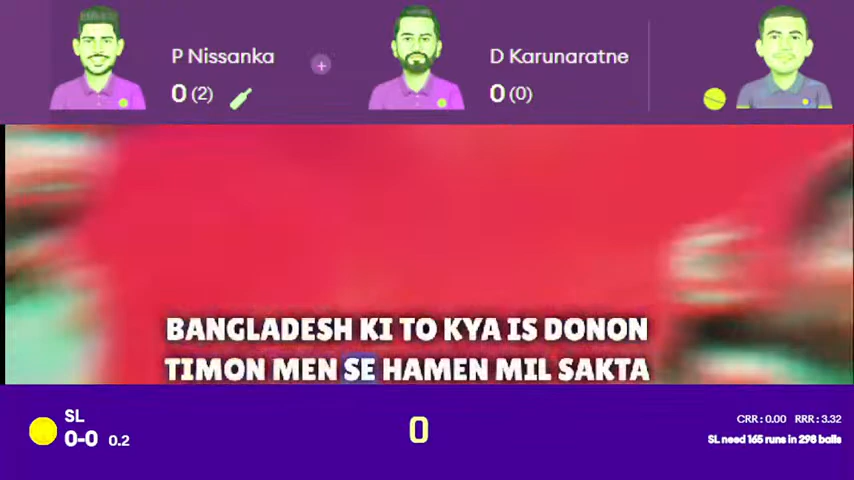 P Nissanka
0 (2)
D Karunaratne
0 (0)
BANGLADESH KI TO KYA IS DONON
TIMON MEN SE HAMEN MIL SAKTA
SL
0-0 0.2
0
CRR : 0.00 RRR : 3.32
SL need 165 runs in 298 balls